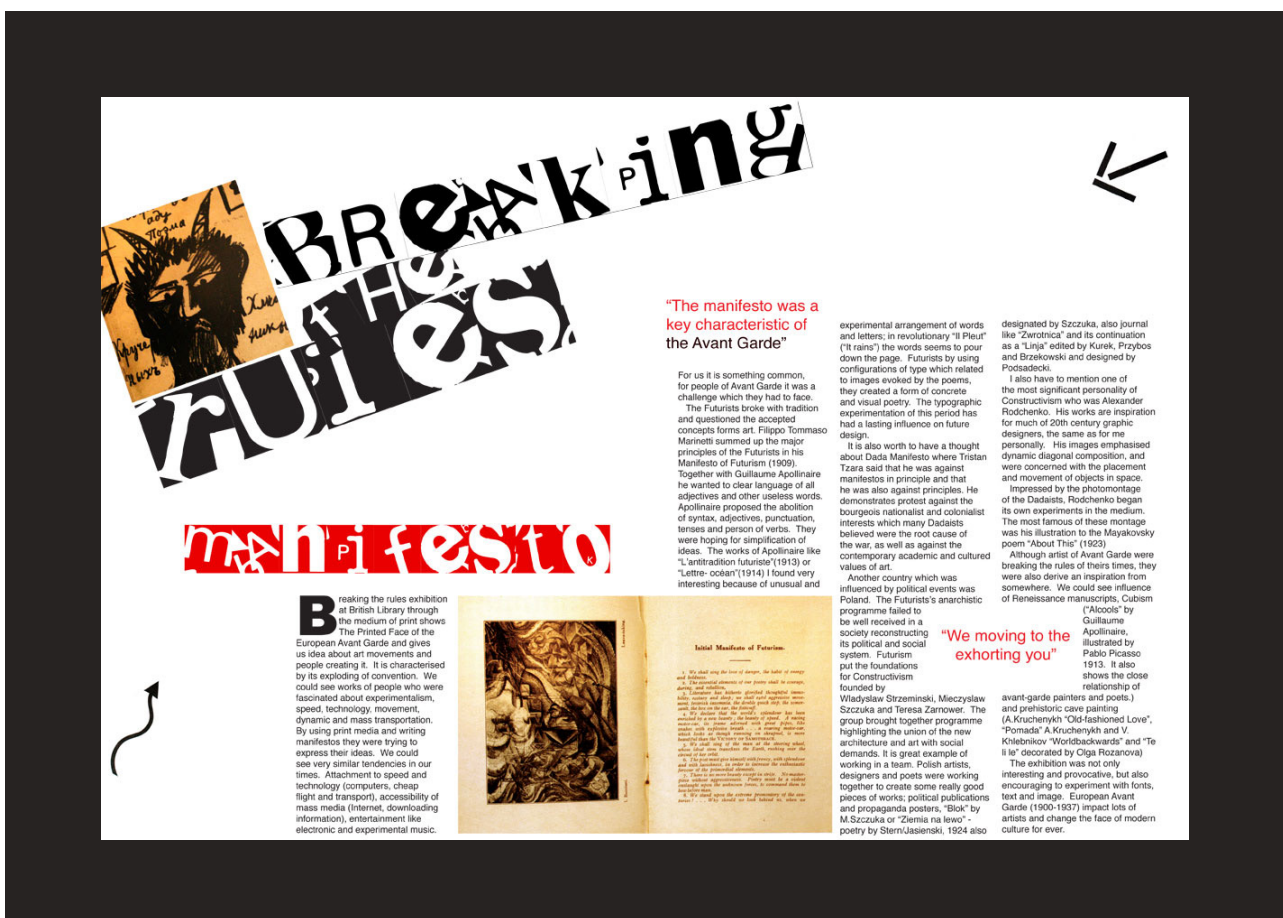 BReAking
tHe
rules
mAnifesto
Breaking the rules exhibition
at British Library through
the medium of print shows
The Printed Face of the
European Avant Garde and gives
us idea about art movements and
people creating it. It is characterised
by its exploding of convention. We
could see works of people who were
fascinated about experimentalism,
speed, technology, movement,
dynamic and mass transportation.
By using print media and writing
manifestos they were trying to
express their ideas. We could
see very similar tendencies in our
times. Attachment to speed and
technology (computers, cheap
flight and transport), accessibility of
mass media (Internet, downloading
information), entertainment like
electronic and experimental music.
Initial Manifesto of Futurism.
1. We shall sing the love of danger, the habit of energy
and boldness.
2. The essential elements of our poetry shall be courage,
daring, and rebellion.
“The manifesto was a
key characteristic of
the Avant Garde”
For us it is something common,
for people of Avant Garde it was a
challenge which they had to face.
The Futurists broke with tradition
and questioned the accepted
concepts forms art. Filippo Tommaso
Marinetti summed up the major
principles of the Futurists in his
Manifesto of Futurism (1909).
Together with Guillaume Apollinaire
he wanted to clear language of all
adjectives and other useless words.
Apollinaire proposed the abolition
of syntax, adjectives, punctuation,
tenses and person of verbs. They
were hoping for simplification of
ideas. The works of Apollinaire like
“L'antitradition futuriste”(1913) or
“Lettre- océan”(1914) I found very
interesting because of unusual and
experimental arrangement of words
and letters; in revolutionary “Il Pleut”
(“It rains”) the words seems to pour
down the page. Futurists by using
configurations of type which related
to images evoked by the poems,
they created a form of concrete
and visual poetry. The typographic
experimentation of this period has
had a lasting influence on future
design.
It is also worth to have a thought
about Dada Manifesto where Tristan
Tzara said that he was against
manifestos in principle and that
he was also against principles. He
demonstrates protest against the
bourgeois nationalist and colonialist
interests which many Dadaists
believed were the root cause of
the war, as well as against the
contemporary academic and cultured
values of art.
Another country which was
influenced by political events was
Poland. The Futurists's anarchistic
programme failed to
be well received in a
society reconstructing
its political and social
system. Futurism
put the foundations
for Constructivism
founded by
Wladyslaw Strzeminski, Mieczyslaw
Szczuka and Teresa Zarnower. The
group brought together programme
highlighting the union of the new
architecture and art with social
demands. It is great example of
working in a team. Polish artists,
designers and poets were working
together to create some really good
pieces of works; political publications
and propaganda posters, “Blok” by
M.Szczuka or “Ziemia na lewo” -
poetry by Stern/Jasienski, 1924 also
“We moving to the
exhorting you”
designated by Szczuka, also journal
like “Zwrotnica” and its continuation
as a “Linja” edited by Kurek, Przybos
and Brzekowski and designed by
Podsadecki.
I also have to mention one of
the most significant personality of
Constructivism who was Alexander
Rodchenko. His works are inspiration
for much of 20th century graphic
designers, the same as for me
personally. His images emphasised
dynamic diagonal composition, and
were concerned with the placement
and movement of objects in space.
Impressed by the photomontage
of the Dadaists, Rodchenko began
its own experiments in the medium.
The most famous of these montage
was his illustration to the Mayakovsky
poem “About This” (1923)
Although artist of Avant Garde were
breaking the rules of theirs times, they
were also derive an inspiration from
somewhere. We could see influence
of Reneissance manuscripts, Cubism
(“Alcools” by
Guillaume
Apollinaire,
illustrated by
Pablo Picasso
1913. It also
shows the close
relationship of
avant-garde painters and poets.)
and prehistoric cave painting
(A.Kruchenykh “Old-fashioned Love”,
“Pomada” A.Kruchenykh and V.
Khlebnikov “Worldbackwards” and “Te
li le” decorated by Olga Rozanova)
The exhibition was not only
interesting and provocative, but also
encouraging to experiment with fonts,
text and image. European Avant
Garde (1900-1937) impact lots of
artists and change the face of modern
culture for ever.